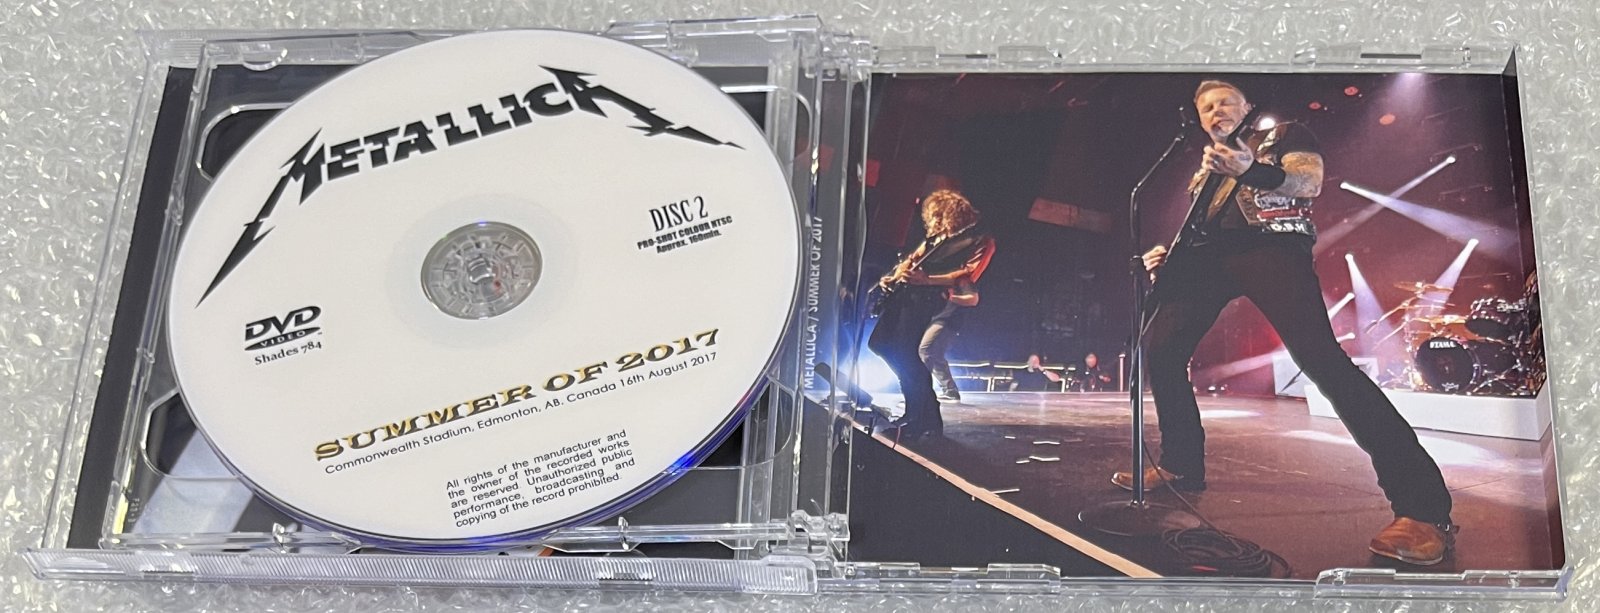 METALLICA
DISC 2
PRO-SHOT COLOUR NTSC
Approx. 160min.
DVD
VIDEO
Shades 784
SUMMER OF 2017
Commonwealth Stadium, Edmonton, AB. Canada 16th August 2017
All rights of the manufacturer and
the owner of the recorded works
are reserved. Unauthorized public
performance, broadcasting and
copying of the record prohibited.
METALLICA / SUMMER OF 2017
TAMA